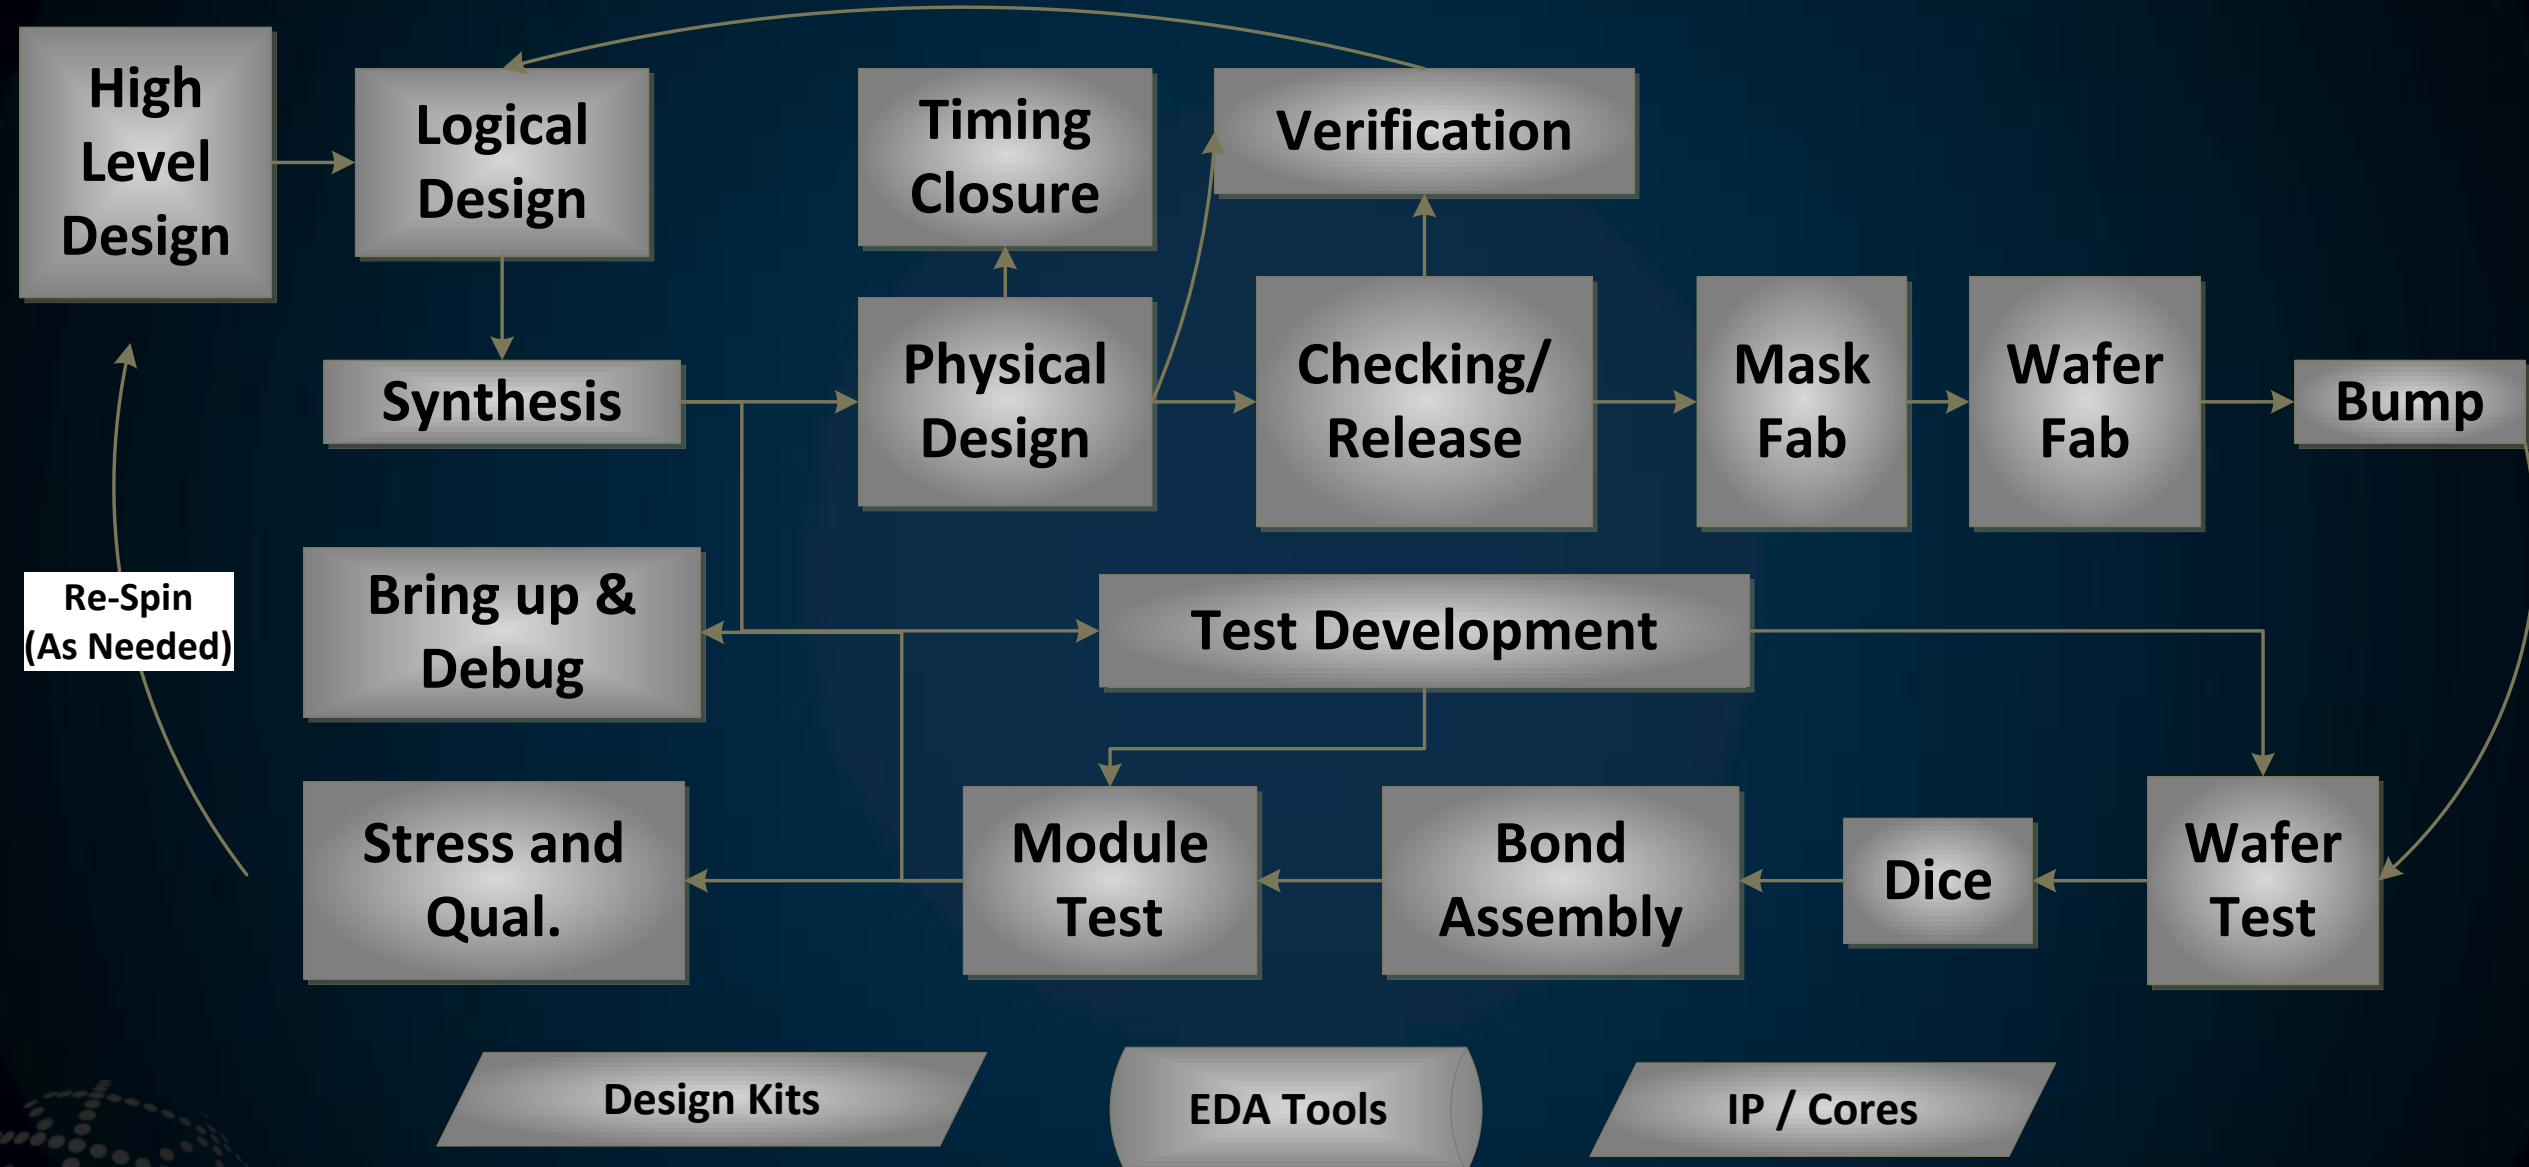 High
Level
Design
Logical
Design
Timing
Closure
Verification
Synthesis
Physical
Design
Checking/
Release
Mask
Fab
Wafer
Fab
Bump
Re-Spin
(As Needed)
Bring up &
Debug
Test Development
Stress and
Qual.
Module
Test
Bond
Assembly
Dice
Wafer
Test
Design Kits
EDA Tools
IP / Cores